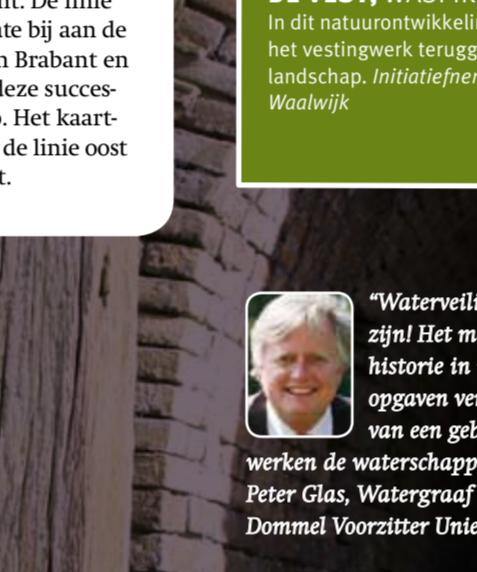 nt. De linie
te bij aan de
n Brabant en
deze succes-
. Het kaart-
de linie oost
t.
In dit natuurontwikkelin
het vestingwerk terugg
landschap. Initiatiefner
Waalwijk
“Waterveili
zijn! Het m
historie in
opgaven ve
van een geb
werken de waterschapp
Peter Glas, Watergraaf
Dommel Voorzitter Unie